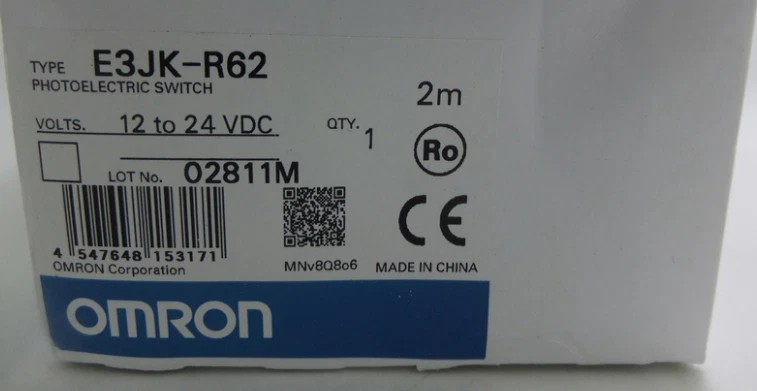 TYPE E3JK-R62
PHOTOELECTRIC SWITCH
2m
VOLTS. 12 to 24 VDC
QTY. 1
Ro
LOT No. 02811M
CE
4 547648 153171
MNv8Q8o6
OMRON Corporation
MADE IN CHINA
OMRON